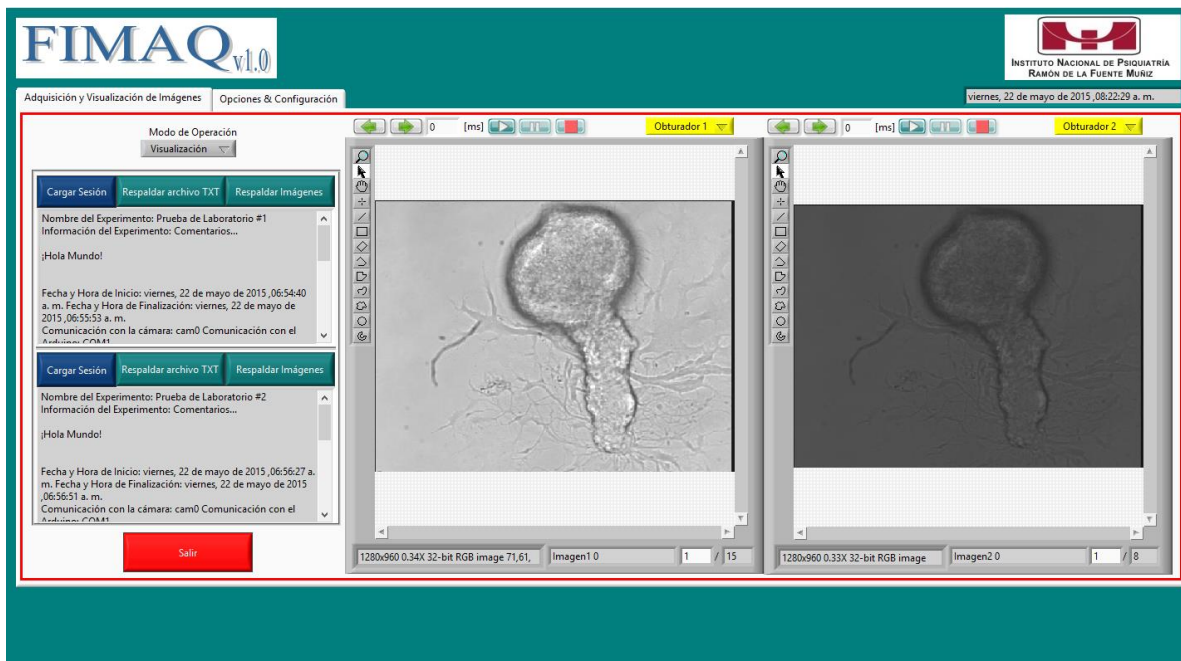 FIMAQ v1.0
INSTITUTO NACIONAL DE PSIQUIATRÍA
RAMÓN DE LA FUENTE MUÑIZ
Adquisición y Visualización de Imágenes
Opciones & Configuración
viernes, 22 de mayo de 2015 ,08:22:29 a. m.
Modo de Operación
Visualización
Cargar Sesión
Respaldar archivo TXT
Respaldar Imágenes
Nombre del Experimento: Prueba de Laboratorio #1
Información del Experimento: Comentarios...
¡Hola Mundo!
Fecha y Hora de Inicio: viernes, 22 de mayo de 2015 ,06:54:40
a. m. Fecha y Hora de Finalización: viernes, 22 de mayo de
2015 ,06:55:53 a. m.
Comunicación con la cámara: cam0 Comunicación con el
Arduino: COM1
Cargar Sesión
Respaldar archivo TXT
Respaldar Imágenes
Nombre del Experimento: Prueba de Laboratorio #2
Información del Experimento: Comentarios...
¡Hola Mundo!
Fecha y Hora de Inicio: viernes, 22 de mayo de 2015 ,06:56:27 a.
m. Fecha y Hora de Finalización: viernes, 22 de mayo de 2015
,06:56:51 a. m.
Comunicación con la cámara: cam0 Comunicación con el
Arduino: COM1
Salir
0 [ms]
Obturador 1
1280x960 0.34X 32-bit RGB image 71,61,
Imagen1 0
1 / 15
0 [ms]
Obturador 2
1280x960 0.33X 32-bit RGB image
Imagen2 0
1 / 8